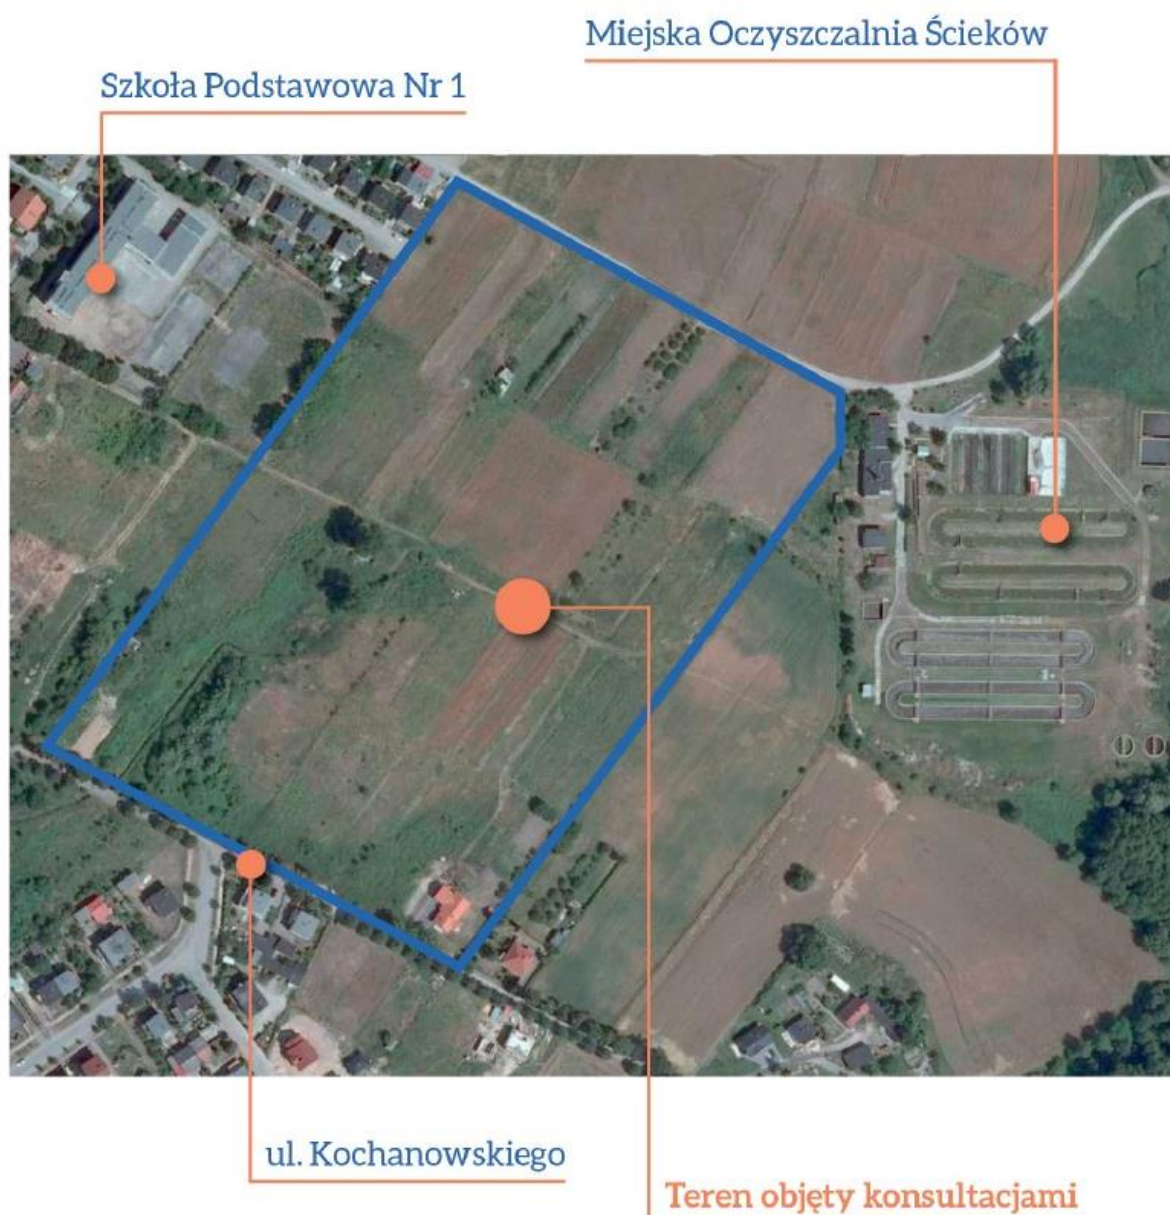 Miejska Oczyszczalnia Ścieków
Szkoła Podstawowa Nr 1
ul. Kochanowskiego
Teren objęty konsultacjami